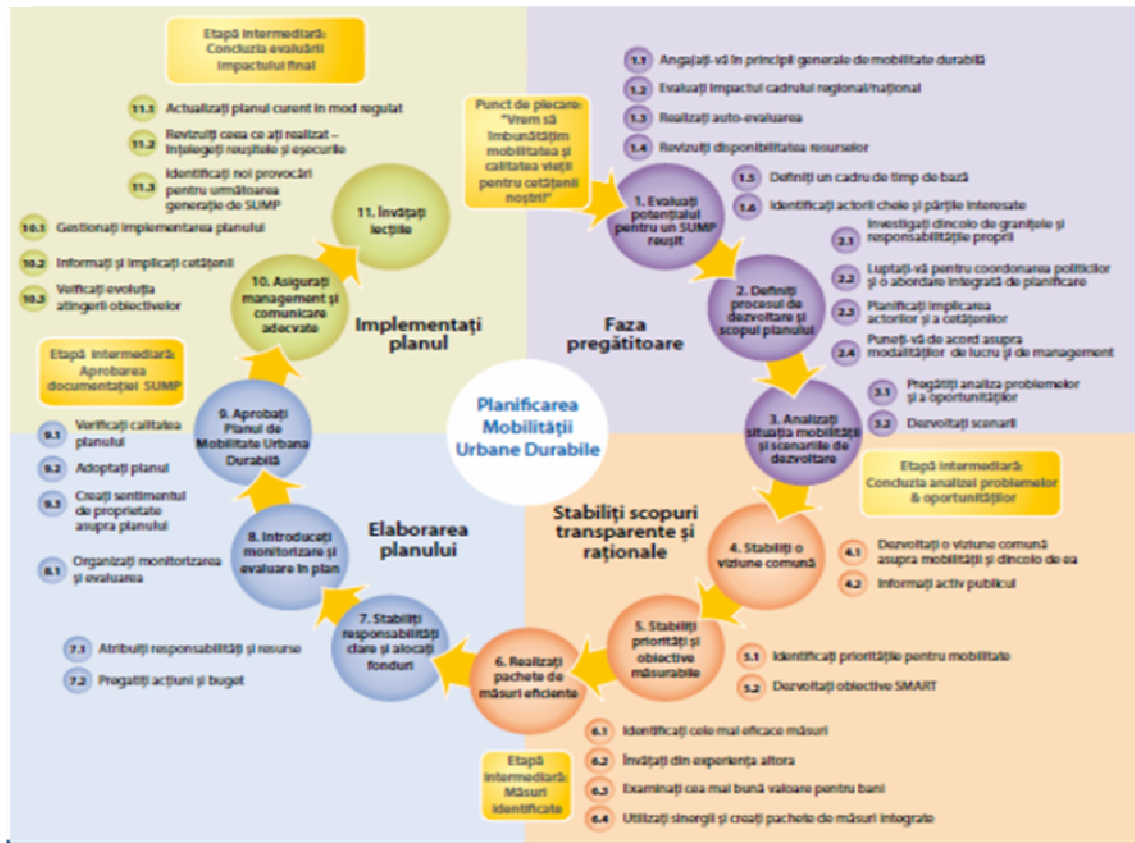 Etapă intermediară:
Concluzia evaluării
impactului final
11.1 Actualizați planul curent în mod regulat
11.2 Revizuiți ceea ce ați realizat –
înțelegeți reușitele și eșecurile
11.3 Identificați noi provocări
pentru următoarea
generație de SUMP
11. Învățați
lecțiile
10.1 Gestionați implementarea planului
10.2 Informați și implicați cetățenii
10.3 Verificați evoluția
atingerii obiectivelor
10. Asigurați
management și
comunicare
adecvate
Implementați
planul
Punct de plecare:
"Vrem să
îmbunătățim
mobilitatea și
calitatea vieții
pentru cetățenii
noștri!"
1.1 Angajați-vă în principii generale de mobilitate durabilă
1.2 Evaluați impactul cadrului regional/național
1.3 Realizați auto-evaluarea
1.4 Revizuiți disponibilitatea resurselor
1.5 Definiți un cadru de timp de bază
1.6 Identificați actorii cheie și părțile interesate
1. Evaluați
potențialul
pentru un SUMP
reușit
2.1 Investigați dincolo de granițele și
responsabilitățile proprii
2.2 Luptați-vă pentru coordonarea politicilor
și o abordare integrată de planificare
2.3 Planificați implicarea
actorilor și a cetățenilor
2.4 Puneți-vă de acord asupra
modalităților de lucru și de management
2. Definiți
procesul de
dezvoltare și
scopul planului
Faza
pregătitoare
3.1 Pregătiți analiza problemelor
și a oportunităților
3.2 Dezvoltați scenarii
3. Analizați
situația mobilității
și scenariile de
dezvoltare
Etapă intermediară:
Concluzia analizei problemelor
& oportunităților
Planificarea
Mobilității
Urbane Durabile
Stabiliți scopuri
transparente și
raționale
4. Stabiliți o
viziune comună
4.1 Dezvoltați o viziune comună
asupra mobilității și dincolo de ea
4.2 Informați activ publicul
5. Stabiliți
priorități și
obiective
măsurabile
5.1 Identificați prioritățile pentru mobilitate
5.2 Dezvoltați obiective SMART
6. Realizați
pachete de
măsuri eficiente
6.1 Identificați cele mai eficace măsuri
6.2 Învățați din experiența altora
6.3 Examinați cea mai bună valoare pentru bani
6.4 Utilizați sinergii și creați pachete de măsuri integrate
Etapă
intermediară:
Măsuri
identificate
Elaborarea
planului
7. Stabiliți
responsabilități
clare și alocați
fonduri
7.1 Atribuiți responsabilități și resurse
7.2 Pregatiți acțiuni și buget
8. Introduceți
monitorizare și
evaluare în plan
8.1 Organizați monitorizarea
și evaluarea
9. Aprobați
Planul de
Mobilitate Urbana
Durabilă
9.1 Verificați calitatea
planului
9.2 Adoptați planul
9.3 Creați sentimentul
de proprietate
asupra planului
Etapă intermediară:
Aprobarea
documentației SUMP